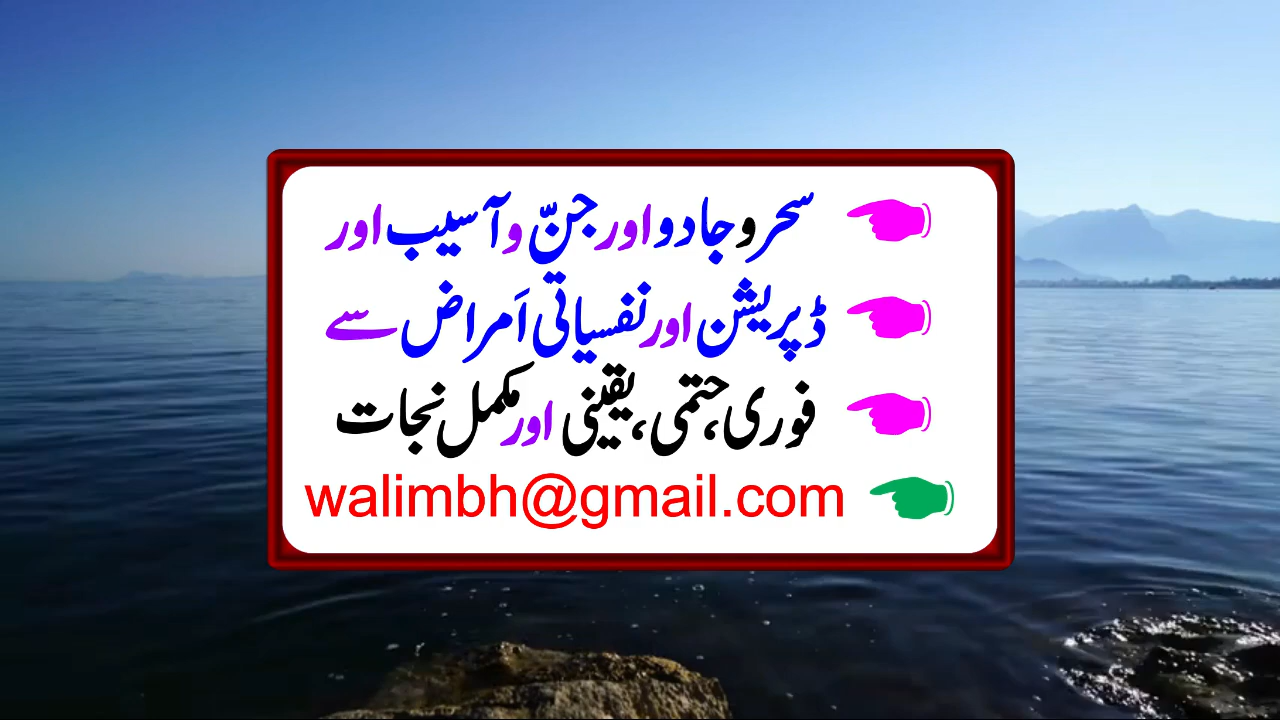 سحر و جادو اور جنّ و آسیب اور
ڈپریشن اور نفسیاتی اَمراض سے
فوری، حتمی، یقینی اور مکمل نجات
walimbh@gmail.com